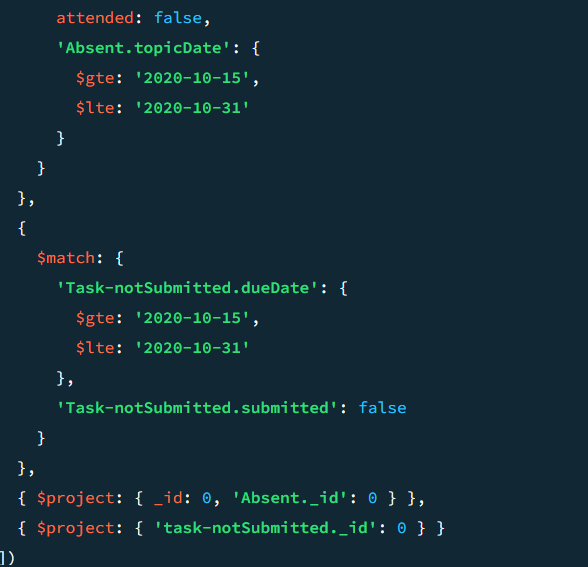 attended: false,
'Absent.topicDate': {
$gte: '2020-10-15',
$lte: '2020-10-31'
}
}
},
{
$match: {
'Task-notSubmitted.dueDate': {
$gte: '2020-10-15',
$lte: '2020-10-31'
},
'Task-notSubmitted.submitted': false
}
},
{ $project: { _id: 0, 'Absent._id': 0 } },
{ $project: { 'task-notSubmitted._id': 0 } }
])